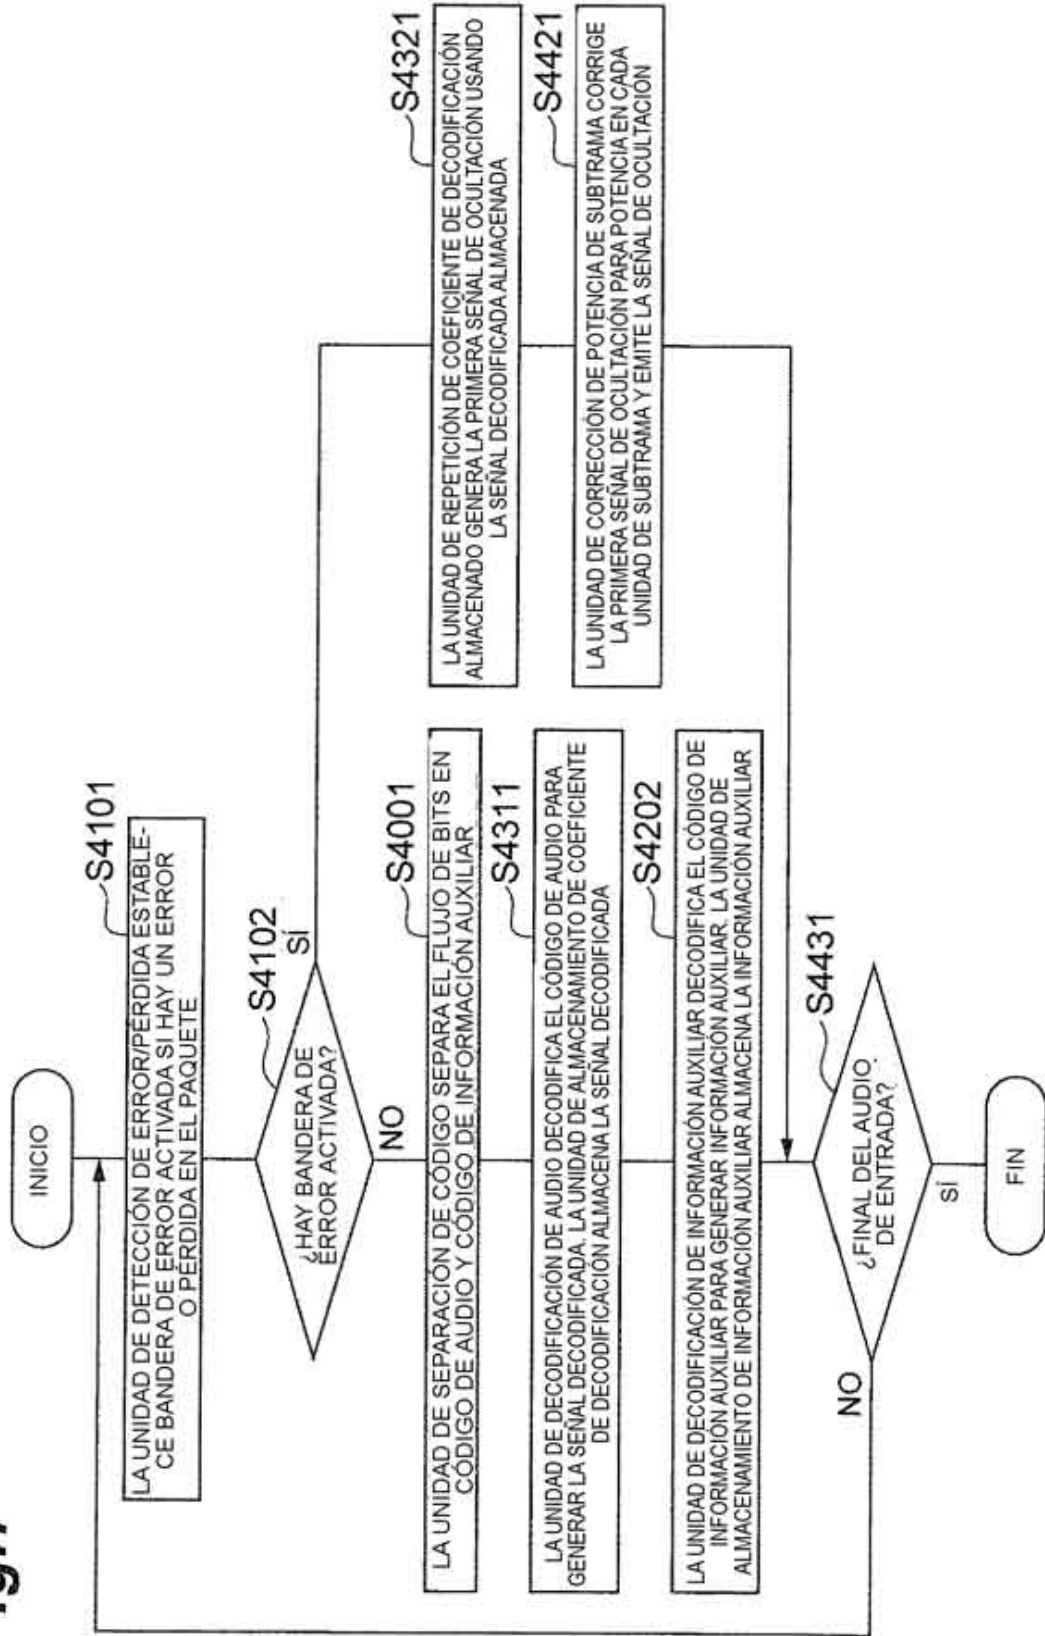 INICIO
S4101
LA UNIDAD DE DETECCIÓN DE ERROR/PÉRDIDA ESTABLE-
CE BANDERA DE ERROR ACTIVADA SI HAY UN ERROR
O PÉRDIDA EN EL PAQUETE
S4102
¿HAY BANDERA DE
ERROR ACTIVADA?
SÍ
NO
S4001
LA UNIDAD DE SEPARACIÓN DE CÓDIGO SEPARA EL FLUJO DE BITS EN
CÓDIGO DE AUDIO Y CÓDIGO DE INFORMACIÓN AUXILIAR
S4311
LA UNIDAD DE DECODIFICACIÓN DE AUDIO DECODIFICA EL CÓDIGO DE AUDIO PARA
GENERAR LA SEÑAL DECODIFICADA. LA UNIDAD DE ALMACENAMIENTO DE COEFICIENTE
DE DECODIFICACIÓN ALMACENA LA SEÑAL DECODIFICADA
S4202
LA UNIDAD DE DECODIFICACIÓN DE INFORMACIÓN AUXILIAR DECODIFICA EL CÓDIGO DE
INFORMACIÓN AUXILIAR PARA GENERAR INFORMACIÓN AUXILIAR. LA UNIDAD DE
ALMACENAMIENTO DE INFORMACIÓN AUXILIAR ALMACENA LA INFORMACIÓN AUXILIAR
S4321
LA UNIDAD DE REPETICIÓN DE COEFICIENTE DE DECODIFICACIÓN
ALMACENADO GENERA LA PRIMERA SEÑAL DE OCULTACIÓN USANDO
LA SEÑAL DECODIFICADA ALMACENADA
S4421
LA UNIDAD DE CORRECCIÓN DE POTENCIA DE SUBTRAMA CORRIGE
LA PRIMERA SEÑAL DE OCULTACIÓN PARA POTENCIA EN CADA
UNIDAD DE SUBTRAMA Y EMITE LA SEÑAL DE OCULTACIÓN
S4431
¿FINAL DEL AUDIO
DE ENTRADA?
NO
SÍ
FIN